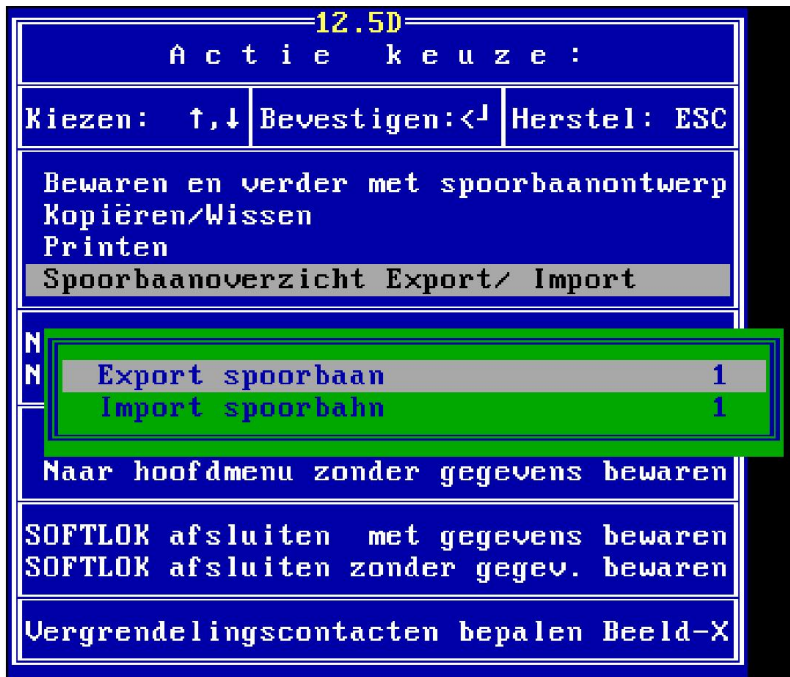 12.5D
A c t i e k e u z e :
Kiezen: ↑,↓ Bevestigen:<┘ Herstel: ESC
Bewaren en verder met spoorbaanontwerp
Kopiëren/Wissen
Printen
Spoorbaanoverzicht Export/ Import
N
N
Export spoorbaan 1
Import spoorbahn 1
Naar hoofdmenu zonder gegevens bewaren
SOFTLOK afsluiten met gegevens bewaren
SOFTLOK afsluiten zonder gegev. bewaren
Vergrendelingscontacten bepalen Beeld-X